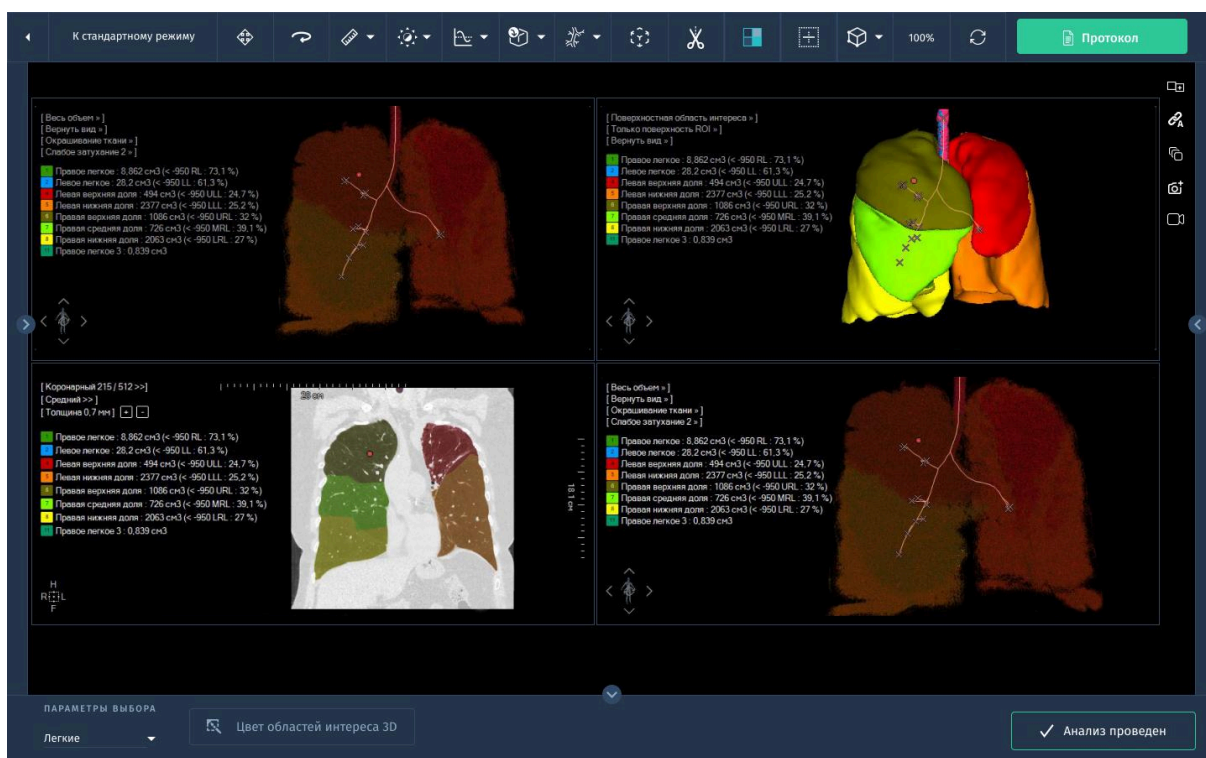 К стандартному режиму
100%
Протокол
[ Весь объем » ]
[ Вернуть вид » ]
[ Окрашивание ткани » ]
[ Слабое затухание 2 » ]
Правое легкое : 8,862 см3 (< -950 RL : 73,1 %)
Левое легкое : 28,2 см3 (< -950 LL : 61,3 %)
Левая верхняя доля : 494 см3 (< -950 ULL : 24,7 %)
Левая нижняя доля : 2377 см3 (< -950 LLL : 25,2 %)
Правая верхняя доля : 1086 см3 (< -950 URL : 32 %)
Правая средняя доля : 726 см3 (< -950 MRL : 39,1 %)
Правая нижняя доля : 2063 см3 (< -950 LRL : 27 %)
Правое легкое 3 : 0,839 см3
[ Поверхностная область интереса » ]
[ Только поверхность ROI » ]
[ Вернуть вид » ]
Правое легкое : 8,862 см3 (< -950 RL : 73,1 %)
Левое легкое : 28,2 см3 (< -950 LL : 61,3 %)
Левая верхняя доля : 494 см3 (< -950 ULL : 24,7 %)
Левая нижняя доля : 2377 см3 (< -950 LLL : 25,2 %)
Правая верхняя доля : 1086 см3 (< -950 URL : 32 %)
Правая средняя доля : 726 см3 (< -950 MRL : 39,1 %)
Правая нижняя доля : 2063 см3 (< -950 LRL : 27 %)
Правое легкое 3 : 0,839 см3
[ Коронарный 215 / 512 >>]
[ Средний >> ]
[ Толщина 0,7 мм ] + -
28 cm
Правое легкое : 8,862 см3 (< -950 RL : 73,1 %)
Левое легкое : 28,2 см3 (< -950 LL : 61,3 %)
Левая верхняя доля : 494 см3 (< -950 ULL : 24,7 %)
Левая нижняя доля : 2377 см3 (< -950 LLL : 25,2 %)
Правая верхняя доля : 1086 см3 (< -950 URL : 32 %)
Правая средняя доля : 726 см3 (< -950 MRL : 39,1 %)
Правая нижняя доля : 2063 см3 (< -950 LRL : 27 %)
Правое легкое 3 : 0,839 см3
18.1 см
H
R L
F
[ Весь объем » ]
[ Вернуть вид » ]
[ Окрашивание ткани » ]
[ Слабое затухание 2 » ]
Правое легкое : 8,862 см3 (< -950 RL : 73,1 %)
Левое легкое : 28,2 см3 (< -950 LL : 61,3 %)
Левая верхняя доля : 494 см3 (< -950 ULL : 24,7 %)
Левая нижняя доля : 2377 см3 (< -950 LLL : 25,2 %)
Правая верхняя доля : 1086 см3 (< -950 URL : 32 %)
Правая средняя доля : 726 см3 (< -950 MRL : 39,1 %)
Правая нижняя доля : 2063 см3 (< -950 LRL : 27 %)
Правое легкое 3 : 0,839 см3
ПАРАМЕТРЫ ВЫБОРА
Легкие
Цвет областей интереса 3D
Анализ проведен